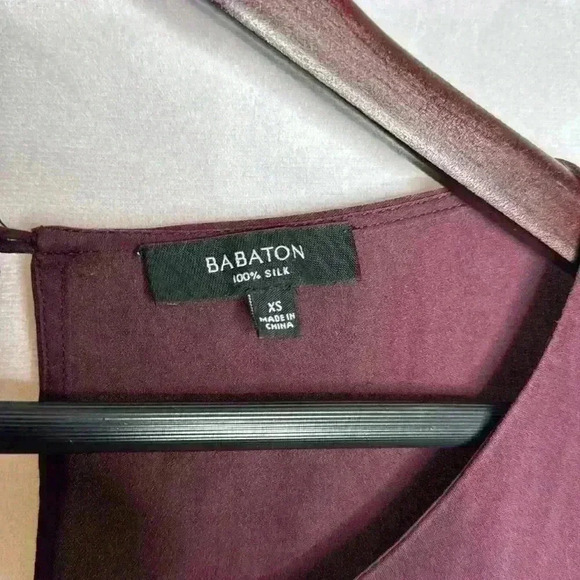 BABATON
100% SILK
XS
MADE IN
CHINA